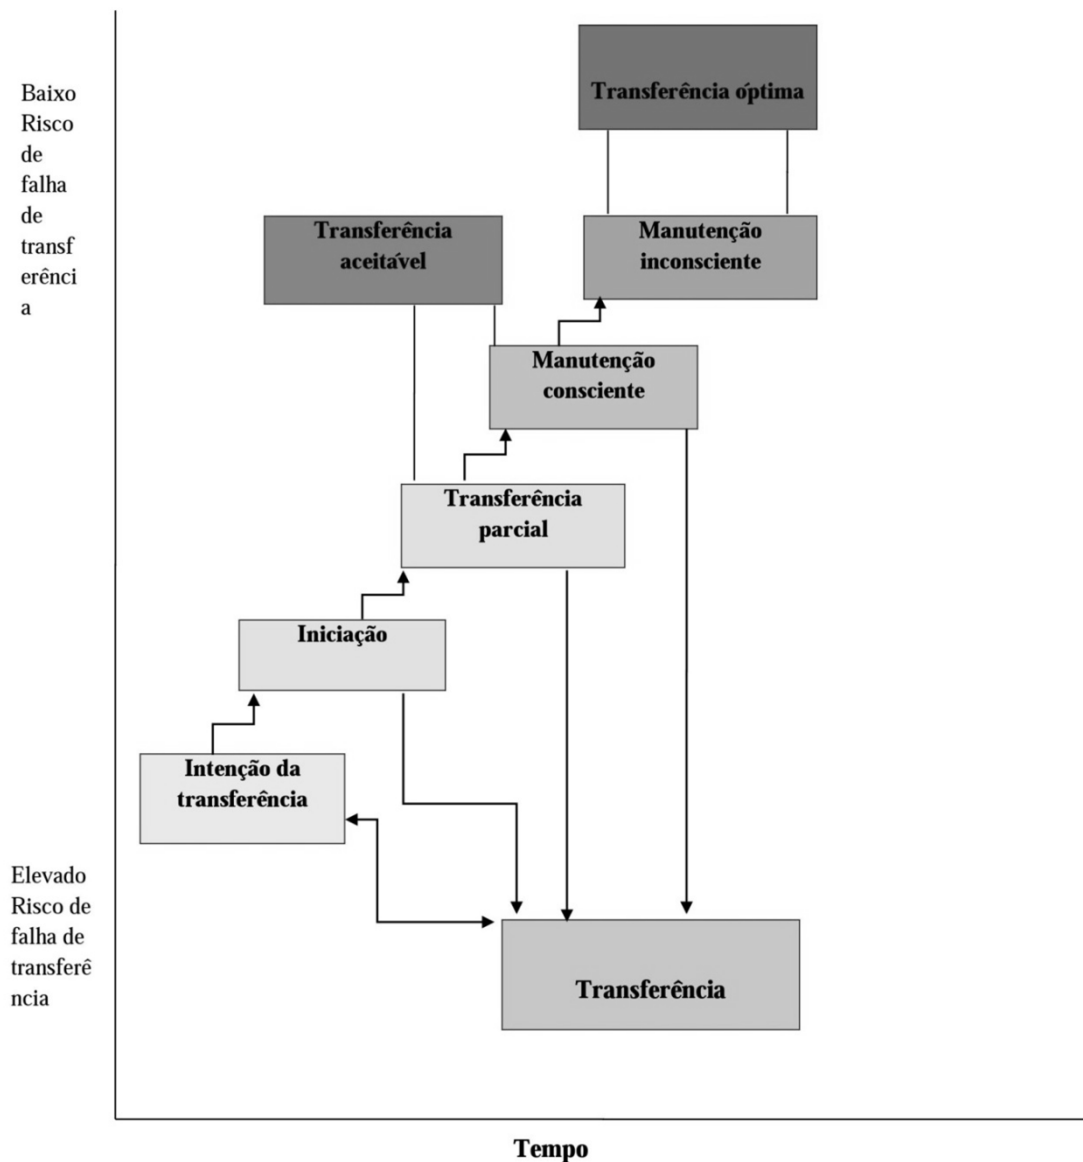 Baixo
Risco
de
falha
de
transf
erênci
a
Transferência óptima
Transferência
aceitável
Manutenção
inconsciente
Manutenção
consciente
Transferência
parcial
Iniciação
Intenção da
transferência
Elevado
Risco de
falha de
transferê
ncia
Transferência
Tempo